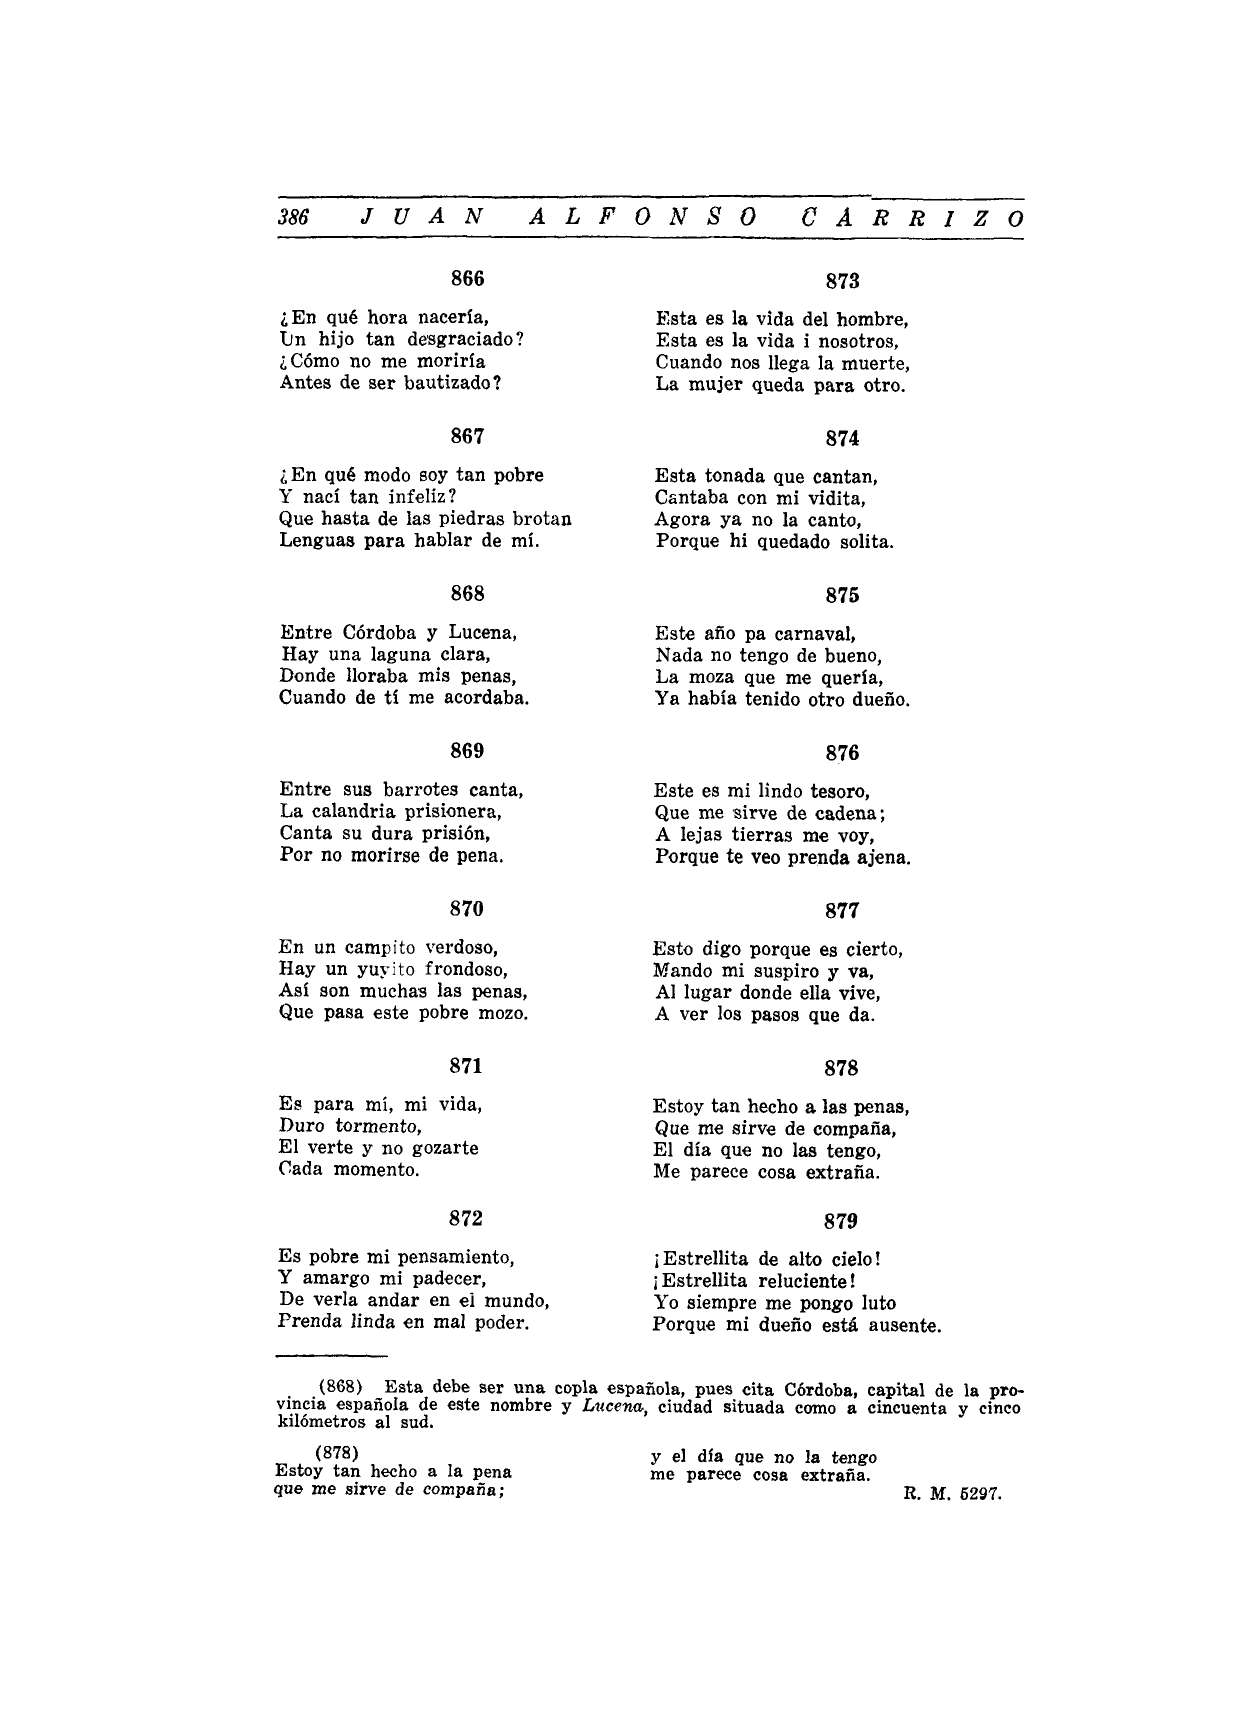 386 JUAN ALFONSO CARRIZO
866
¿En qué hora nacería,
Un hijo tan desgraciado?
¿Cómo no me moriría
Antes de ser bautizado?
867
¿En qué modo soy tan pobre
Y nací tan infeliz?
Que hasta de las piedras brotan
Lenguas para hablar de mí.
868
Entre Córdoba y Lucena,
Hay una laguna clara,
Donde lloraba mis penas,
Cuando de tí me acordaba.
869
Entre sus barrotes canta,
La calandria prisionera,
Canta su dura prisión,
Por no morirse de pena.
870
En un campito verdoso,
Hay un yuyito frondoso,
Así son muchas las penas,
Que pasa este pobre mozo.
871
Es para mí, mi vida,
Duro tormento,
El verte y no gozarte
Cada momento.
872
Es pobre mi pensamiento,
Y amargo mi padecer,
De verla andar en el mundo,
Prenda linda en mal poder.
873
Esta es la vida del hombre,
Esta es la vida i nosotros,
Cuando nos llega la muerte,
La mujer queda para otro.
874
Esta tonada que cantan,
Cantaba con mi vidita,
Agora ya no la canto,
Porque hi quedado solita.
875
Este año pa carnaval,
Nada no tengo de bueno,
La moza que me quería,
Ya había tenido otro dueño.
876
Este es mi lindo tesoro,
Que me sirve de cadena;
A lejas tierras me voy,
Porque te veo prenda ajena.
877
Esto digo porque es cierto,
Mando mi suspiro y va,
Al lugar donde ella vive,
A ver los pasos que da.
878
Estoy tan hecho a las penas,
Que me sirve de compaña,
El día que no las tengo,
Me parece cosa extraña.
879
¡Estrellita de alto cielo!
¡Estrellita reluciente!
Yo siempre me pongo luto
Porque mi dueño está ausente.
(868) Esta debe ser una copla española, pues cita Córdoba, capital de la pro-
vincia española de este nombre y Lucena, ciudad situada como a cincuenta y cinco
kilómetros al sud.
(878)
Estoy tan hecho a la pena
que me sirve de compaña;
y el día que no la tengo
me parece cosa extraña.
R. M. 5297.